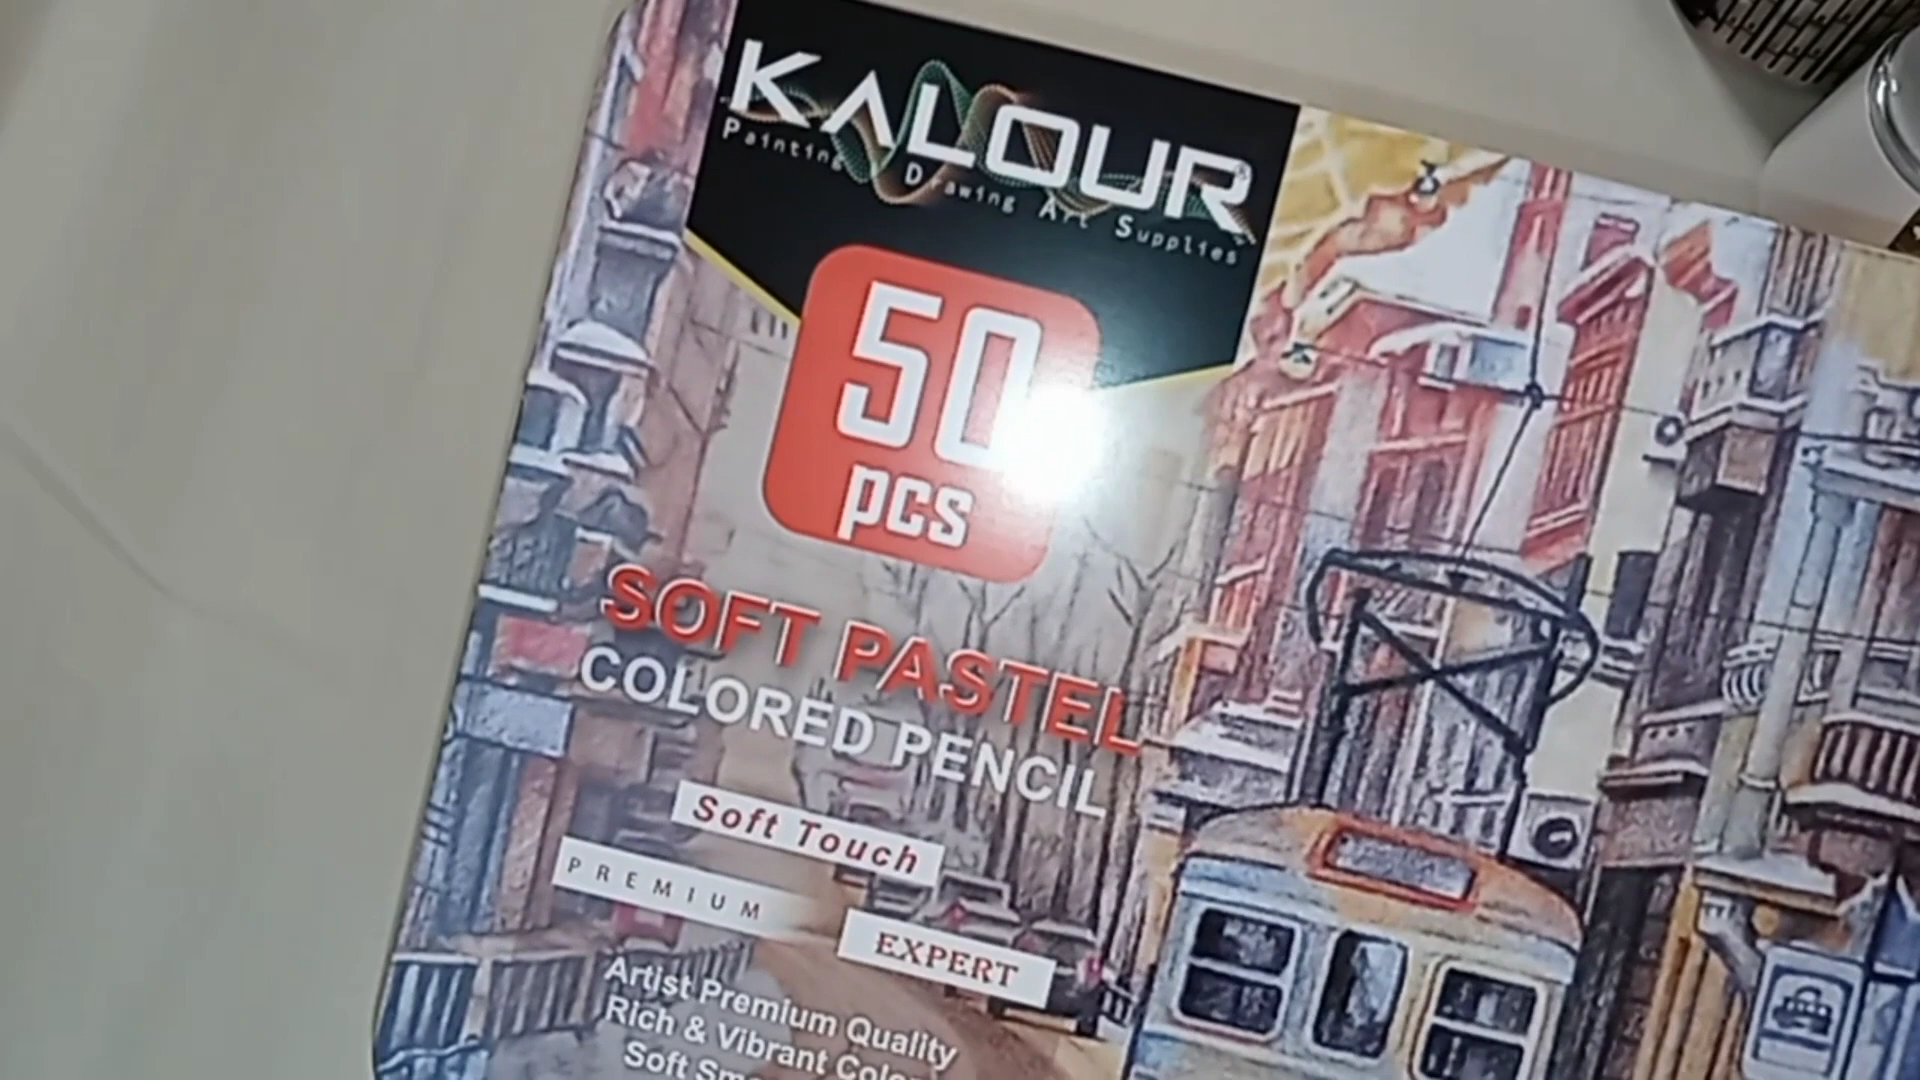 KALOUR
Painting Drawing Art Supplies
50
pcs
SOFT PASTEL
COLORED PENCIL
Soft Touch
PREMIUM
EXPERT
Artist Premium Quality
Rich & Vibrant
Soft